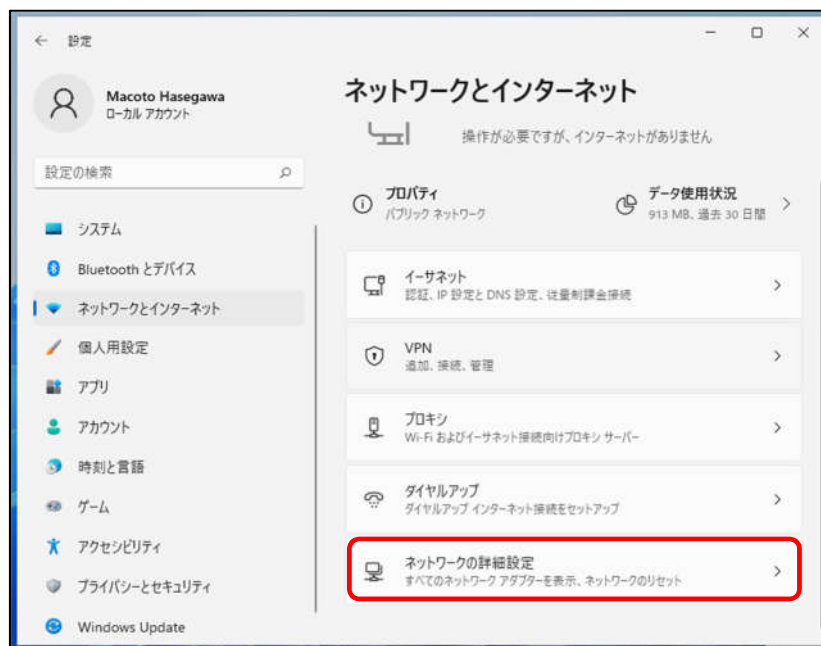 設定
Macoto Hasegawa
ローカル アカウント
設定の検索
システム
Bluetooth とデバイス
ネットワークとインターネット
個人用設定
アプリ
アカウント
時刻と言語
ゲーム
アクセシビリティ
プライバシーとセキュリティ
Windows Update
ネットワークとインターネット
操作が必要ですが、インターネットがありません
プロパティ
パブリック ネットワーク
データ使用状況
913 MB、過去 30 日間
イーサネット
認証、IP 設定と DNS 設定、従量制課金接続
VPN
追加、接続、管理
プロキシ
Wi-Fi およびイーサネット接続向けプロキシ サーバー
ダイヤルアップ
ダイヤルアップ インターネット接続をセットアップ
ネットワークの詳細設定
すべてのネットワーク アダプターを表示、ネットワークのリセット